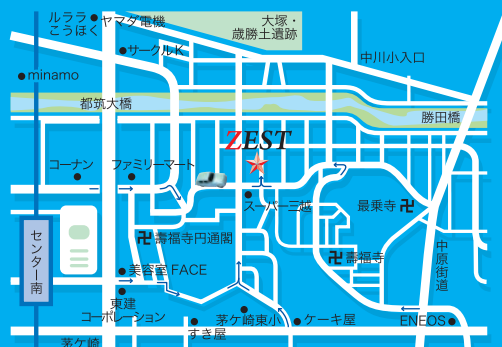 ルララ
こうほく
ヤマダ電機
大塚・
歳勝土遺跡
サークルK
中川小入口
minamo
都筑大橋
勝田橋
ZEST
コーナン
ファミリーマート
スーパー三越
最乗寺
壽福寺円通閣
センター南
壽福寺
中原街道
美容室 FACE
東建
コーポレーション
茅ケ崎東小
ケーキ屋
ENEOS
すき屋
茅ケ崎